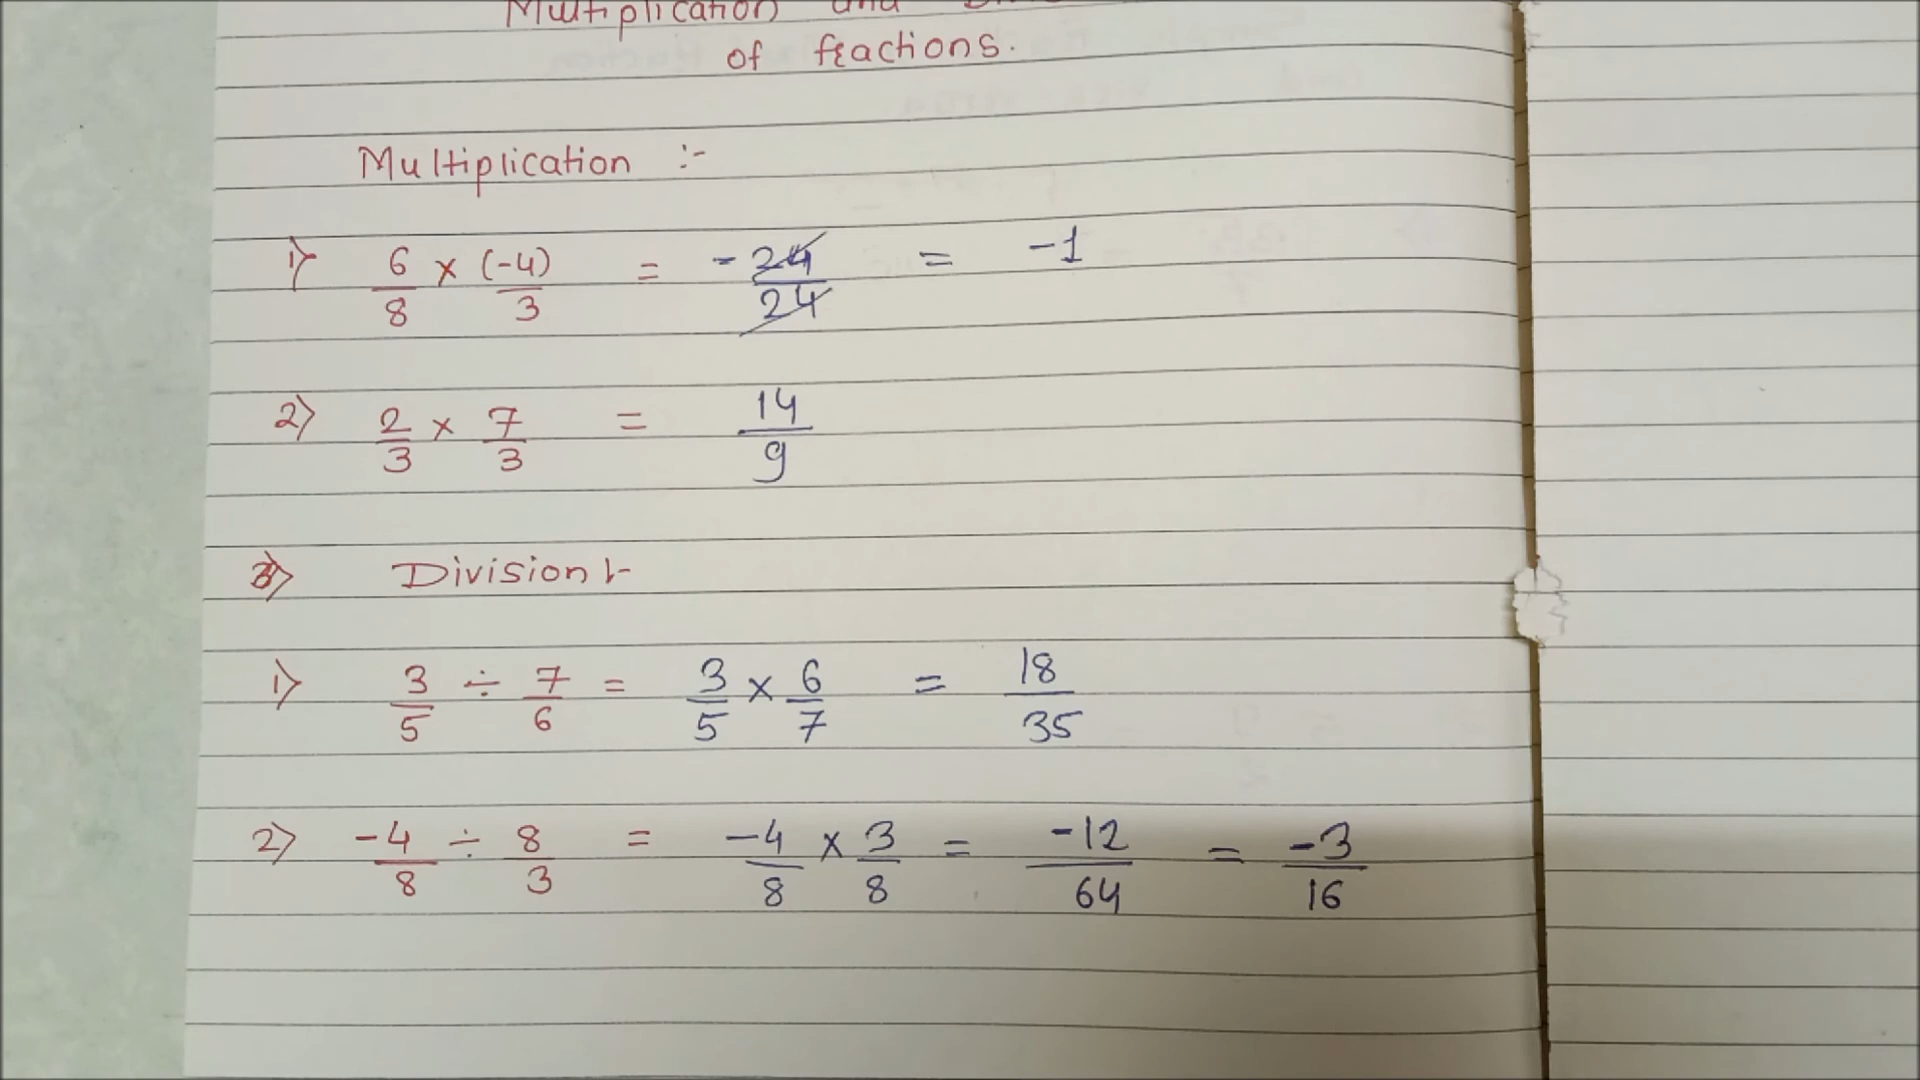 Multiplication and
of fractions.
Multiplication :-
1) 6/8 × (-4)/3 = -24/24 = -1
2) 2/3 × 7/3 = 14/9
3) Division :-
1) 3/5 ÷ 7/6 = 3/5 × 6/7 = 18/35
2) -4/8 ÷ 8/3 = -4/8 × 3/8 = -12/64 = -3/16